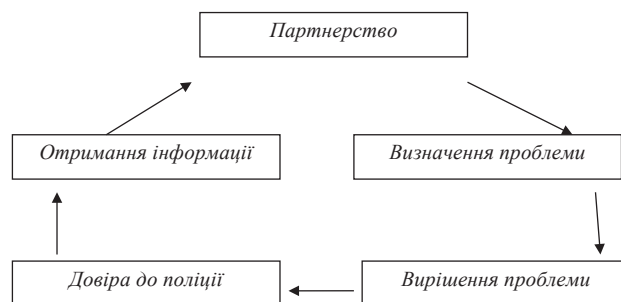 Партнерство
Отримання інформації
Визначення проблеми
Довіра до поліції
Вирішення проблеми